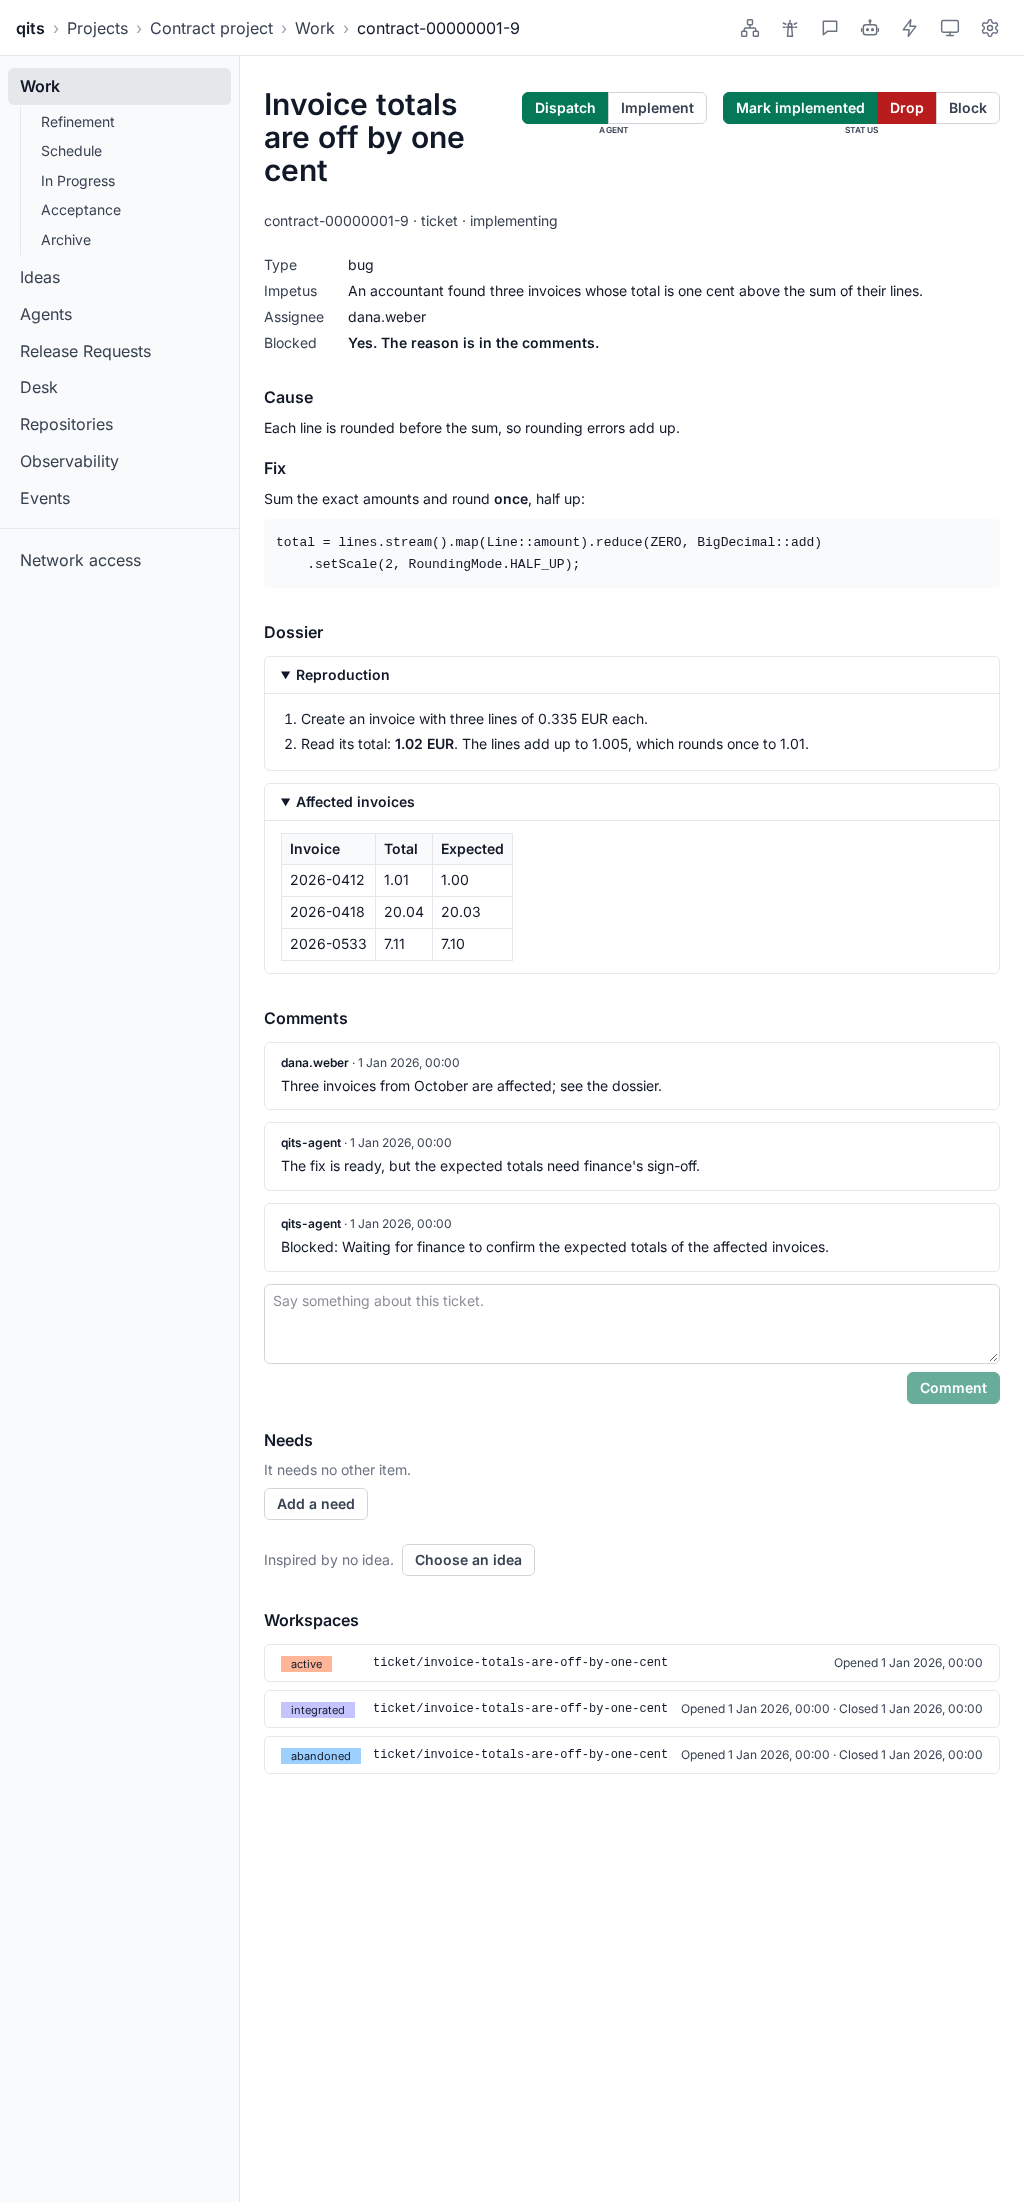 qits › Projects › Contract project › Work › contract-00000001-9
Work
Refinement
Schedule
In Progress
Acceptance
Archive
Ideas
Agents
Release Requests
Desk
Repositories
Observability
Events
Network access
Invoice totals
are off by one
cent
Dispatch Implement
AGENT
Mark implemented Drop Block
STATUS
contract-00000001-9 · ticket · implementing
Type bug
Impetus An accountant found three invoices whose total is one cent above the sum of their lines.
Assignee dana.weber
Blocked Yes. The reason is in the comments.
Cause
Each line is rounded before the sum, so rounding errors add up.
Fix
Sum the exact amounts and round once, half up:
total = lines.stream().map(Line::amount).reduce(ZERO, BigDecimal::add)
    .setScale(2, RoundingMode.HALF_UP);
Dossier
▼ Reproduction
1. Create an invoice with three lines of 0.335 EUR each.
2. Read its total: 1.02 EUR. The lines add up to 1.005, which rounds once to 1.01.
▼ Affected invoices
Invoice Total Expected
2026-0412 1.01 1.00
2026-0418 20.04 20.03
2026-0533 7.11 7.10
Comments
dana.weber · 1 Jan 2026, 00:00
Three invoices from October are affected; see the dossier.
qits-agent · 1 Jan 2026, 00:00
The fix is ready, but the expected totals need finance's sign-off.
qits-agent · 1 Jan 2026, 00:00
Blocked: Waiting for finance to confirm the expected totals of the affected invoices.
Say something about this ticket.
Comment
Needs
It needs no other item.
Add a need
Inspired by no idea. Choose an idea
Workspaces
active ticket/invoice-totals-are-off-by-one-cent Opened 1 Jan 2026, 00:00
integrated ticket/invoice-totals-are-off-by-one-cent Opened 1 Jan 2026, 00:00 · Closed 1 Jan 2026, 00:00
abandoned ticket/invoice-totals-are-off-by-one-cent Opened 1 Jan 2026, 00:00 · Closed 1 Jan 2026, 00:00